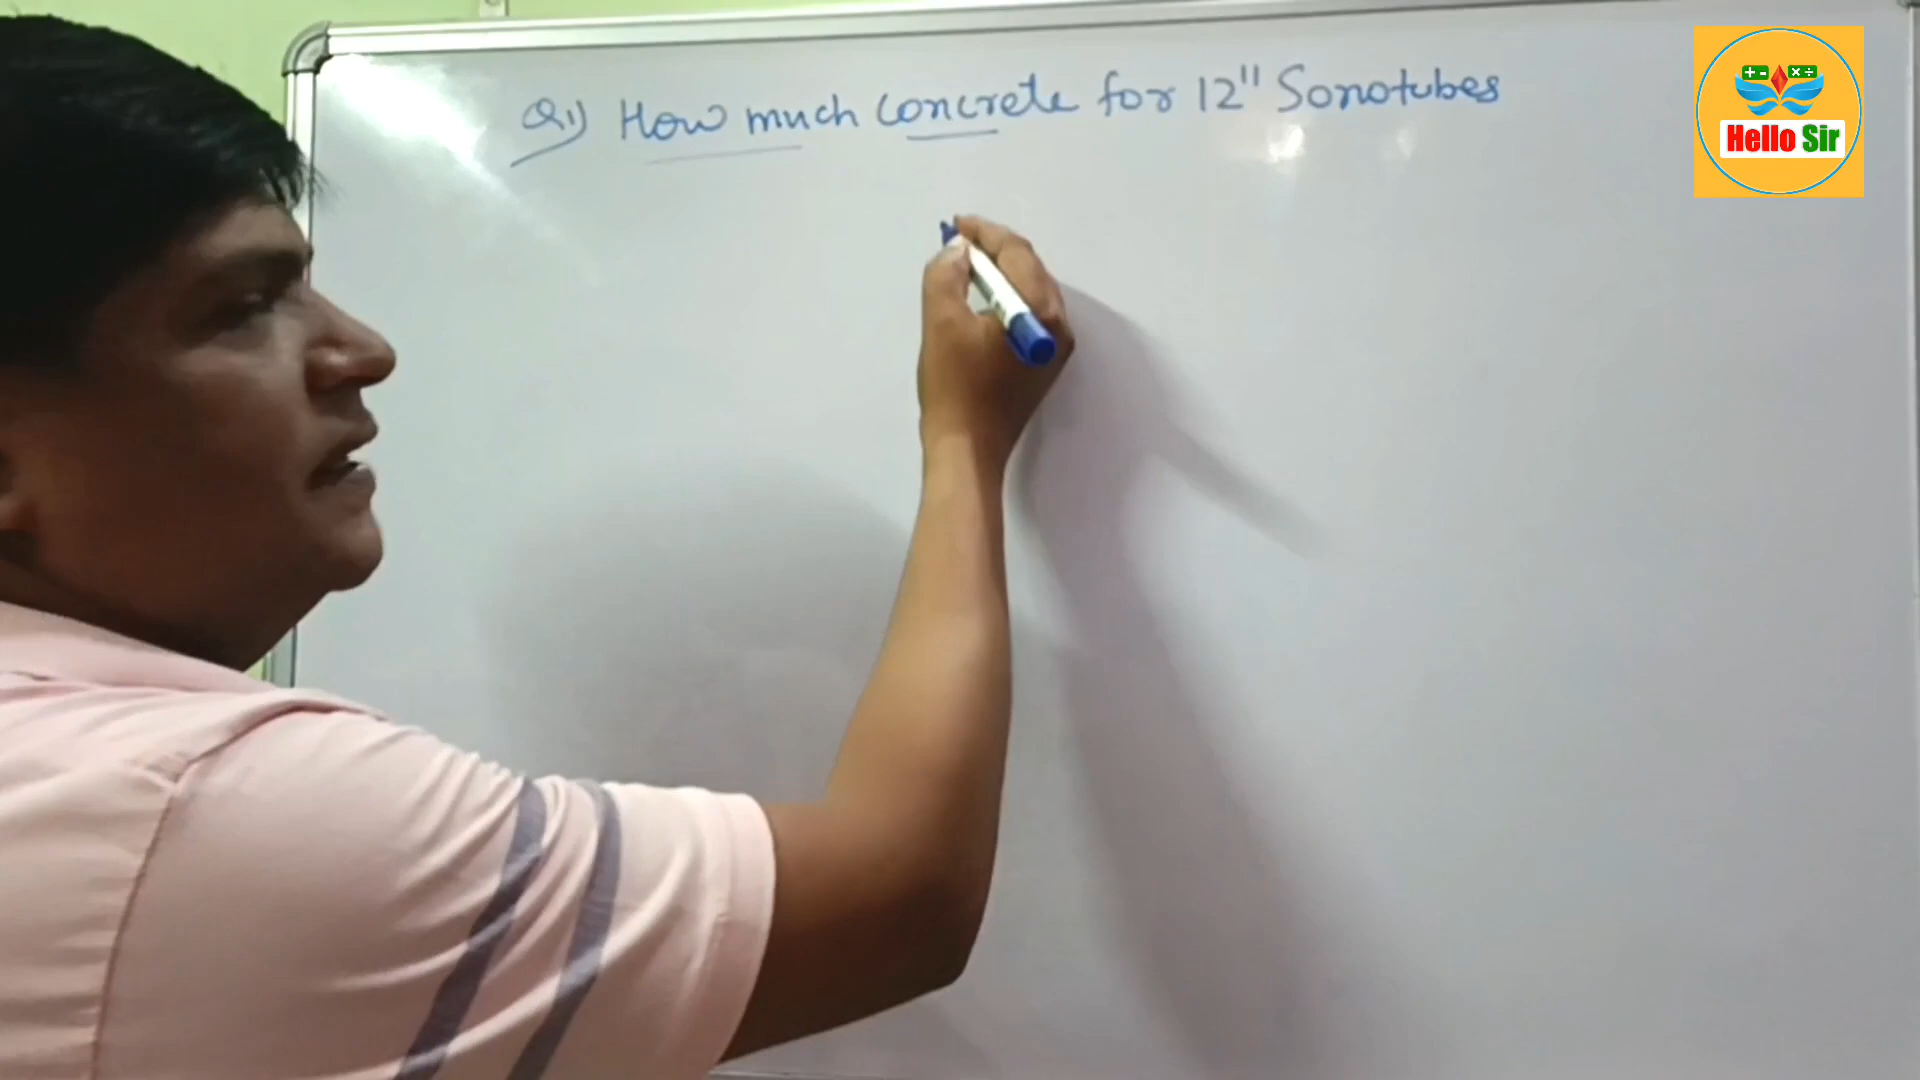 Q1) How much concrete for 12" Sonotubes
+ - × ÷
Hello Sir